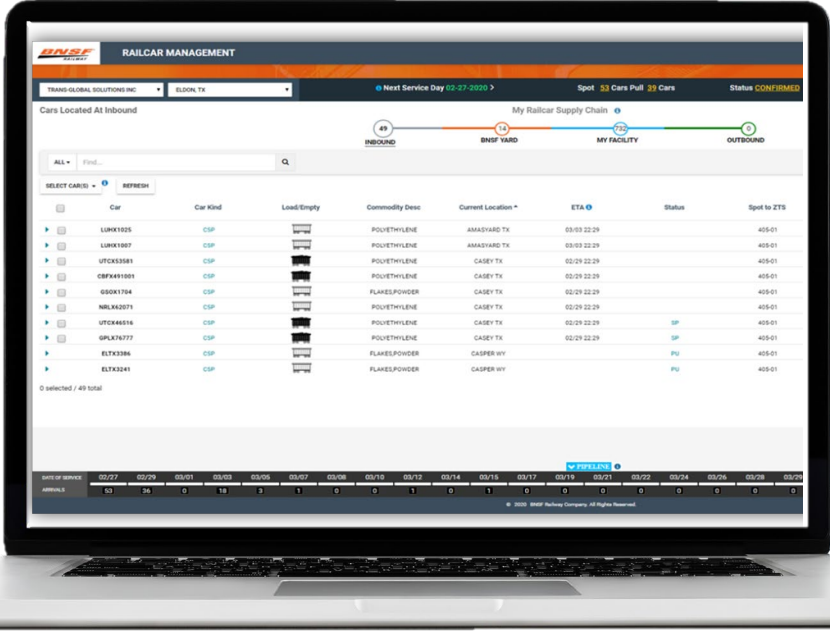 BNSF
RAILWAY
RAILCAR MANAGEMENT
TRANS-GLOBAL SOLUTIONS INC ELDON, TX Next Service Day 02-27-2020 > Spot 53 Cars Pull 39 Cars Status CONFIRMED
Cars Located At Inbound My Railcar Supply Chain
49 14 732 0
INBOUND BNSF YARD MY FACILITY OUTBOUND
ALL Find...
SELECT CAR(S) REFRESH
Car Car Kind Load/Empty Commodity Desc Current Location ETA Status Spot to ZTS
LUHX1025 CSP POLYETHYLENE AMASYARD TX 03/03 22:29 405-01
LUHX1007 CSP POLYETHYLENE AMASYARD TX 03/03 22:29 405-01
UTCX53581 CSP POLYETHYLENE CASEY TX 02/29 22:29 405-01
CBFX491001 CSP POLYETHYLENE CASEY TX 02/29 22:29 405-01
GSOX1704 CSP FLAKES,POWDER CASEY TX 02/29 22:29 405-01
NRLX62071 CSP POLYETHYLENE CASEY TX 02/29 22:29 405-01
UTCX46516 CSP POLYETHYLENE CASEY TX 02/29 22:29 SP 405-01
GPLX76777 CSP POLYETHYLENE CASEY TX 02/29 22:29 SP 405-01
ELTX3386 CSP FLAKES,POWDER CASPER WY PU 405-01
ELTX3241 CSP FLAKES,POWDER CASPER WY PU 405-01
0 selected / 49 total
PIPELINE
DATE OF SERVICE 02/27 02/29 03/01 03/03 03/05 03/07 03/08 03/10 03/12 03/14 03/15 03/17 03/19 03/21 03/22 03/24 03/26 03/28 03/29
ARRIVALS 53 36 0 18 3 1 0 0 1 0 1 0 0 0 0 0 0 0 0
© 2020 BNSF Railway Company. All Rights Reserved.